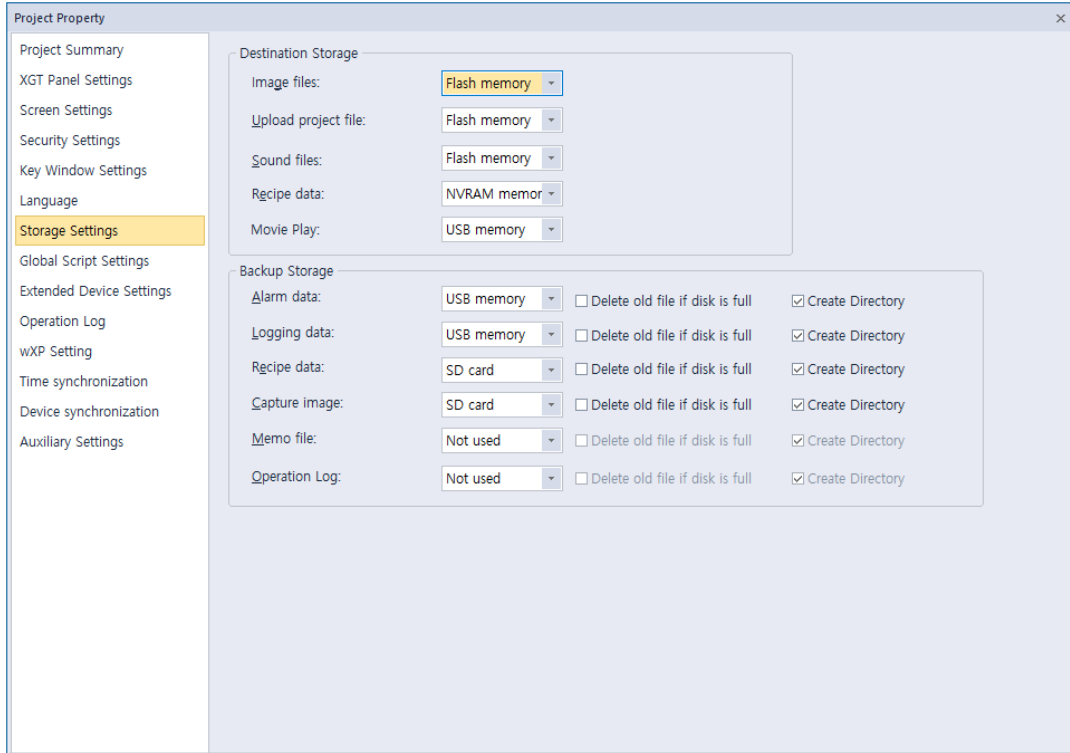 Project Property
Project Summary
XGT Panel Settings
Screen Settings
Security Settings
Key Window Settings
Language
Storage Settings
Global Script Settings
Extended Device Settings
Operation Log
wXP Setting
Time synchronization
Device synchronization
Auxiliary Settings
Destination Storage
Image files: Flash memory
Upload project file: Flash memory
Sound files: Flash memory
Recipe data: NVRAM memor
Movie Play: USB memory
Backup Storage
Alarm data: USB memory Delete old file if disk is full Create Directory
Logging data: USB memory Delete old file if disk is full Create Directory
Recipe data: SD card Delete old file if disk is full Create Directory
Capture image: SD card Delete old file if disk is full Create Directory
Memo file: Not used Delete old file if disk is full Create Directory
Operation Log: Not used Delete old file if disk is full Create Directory